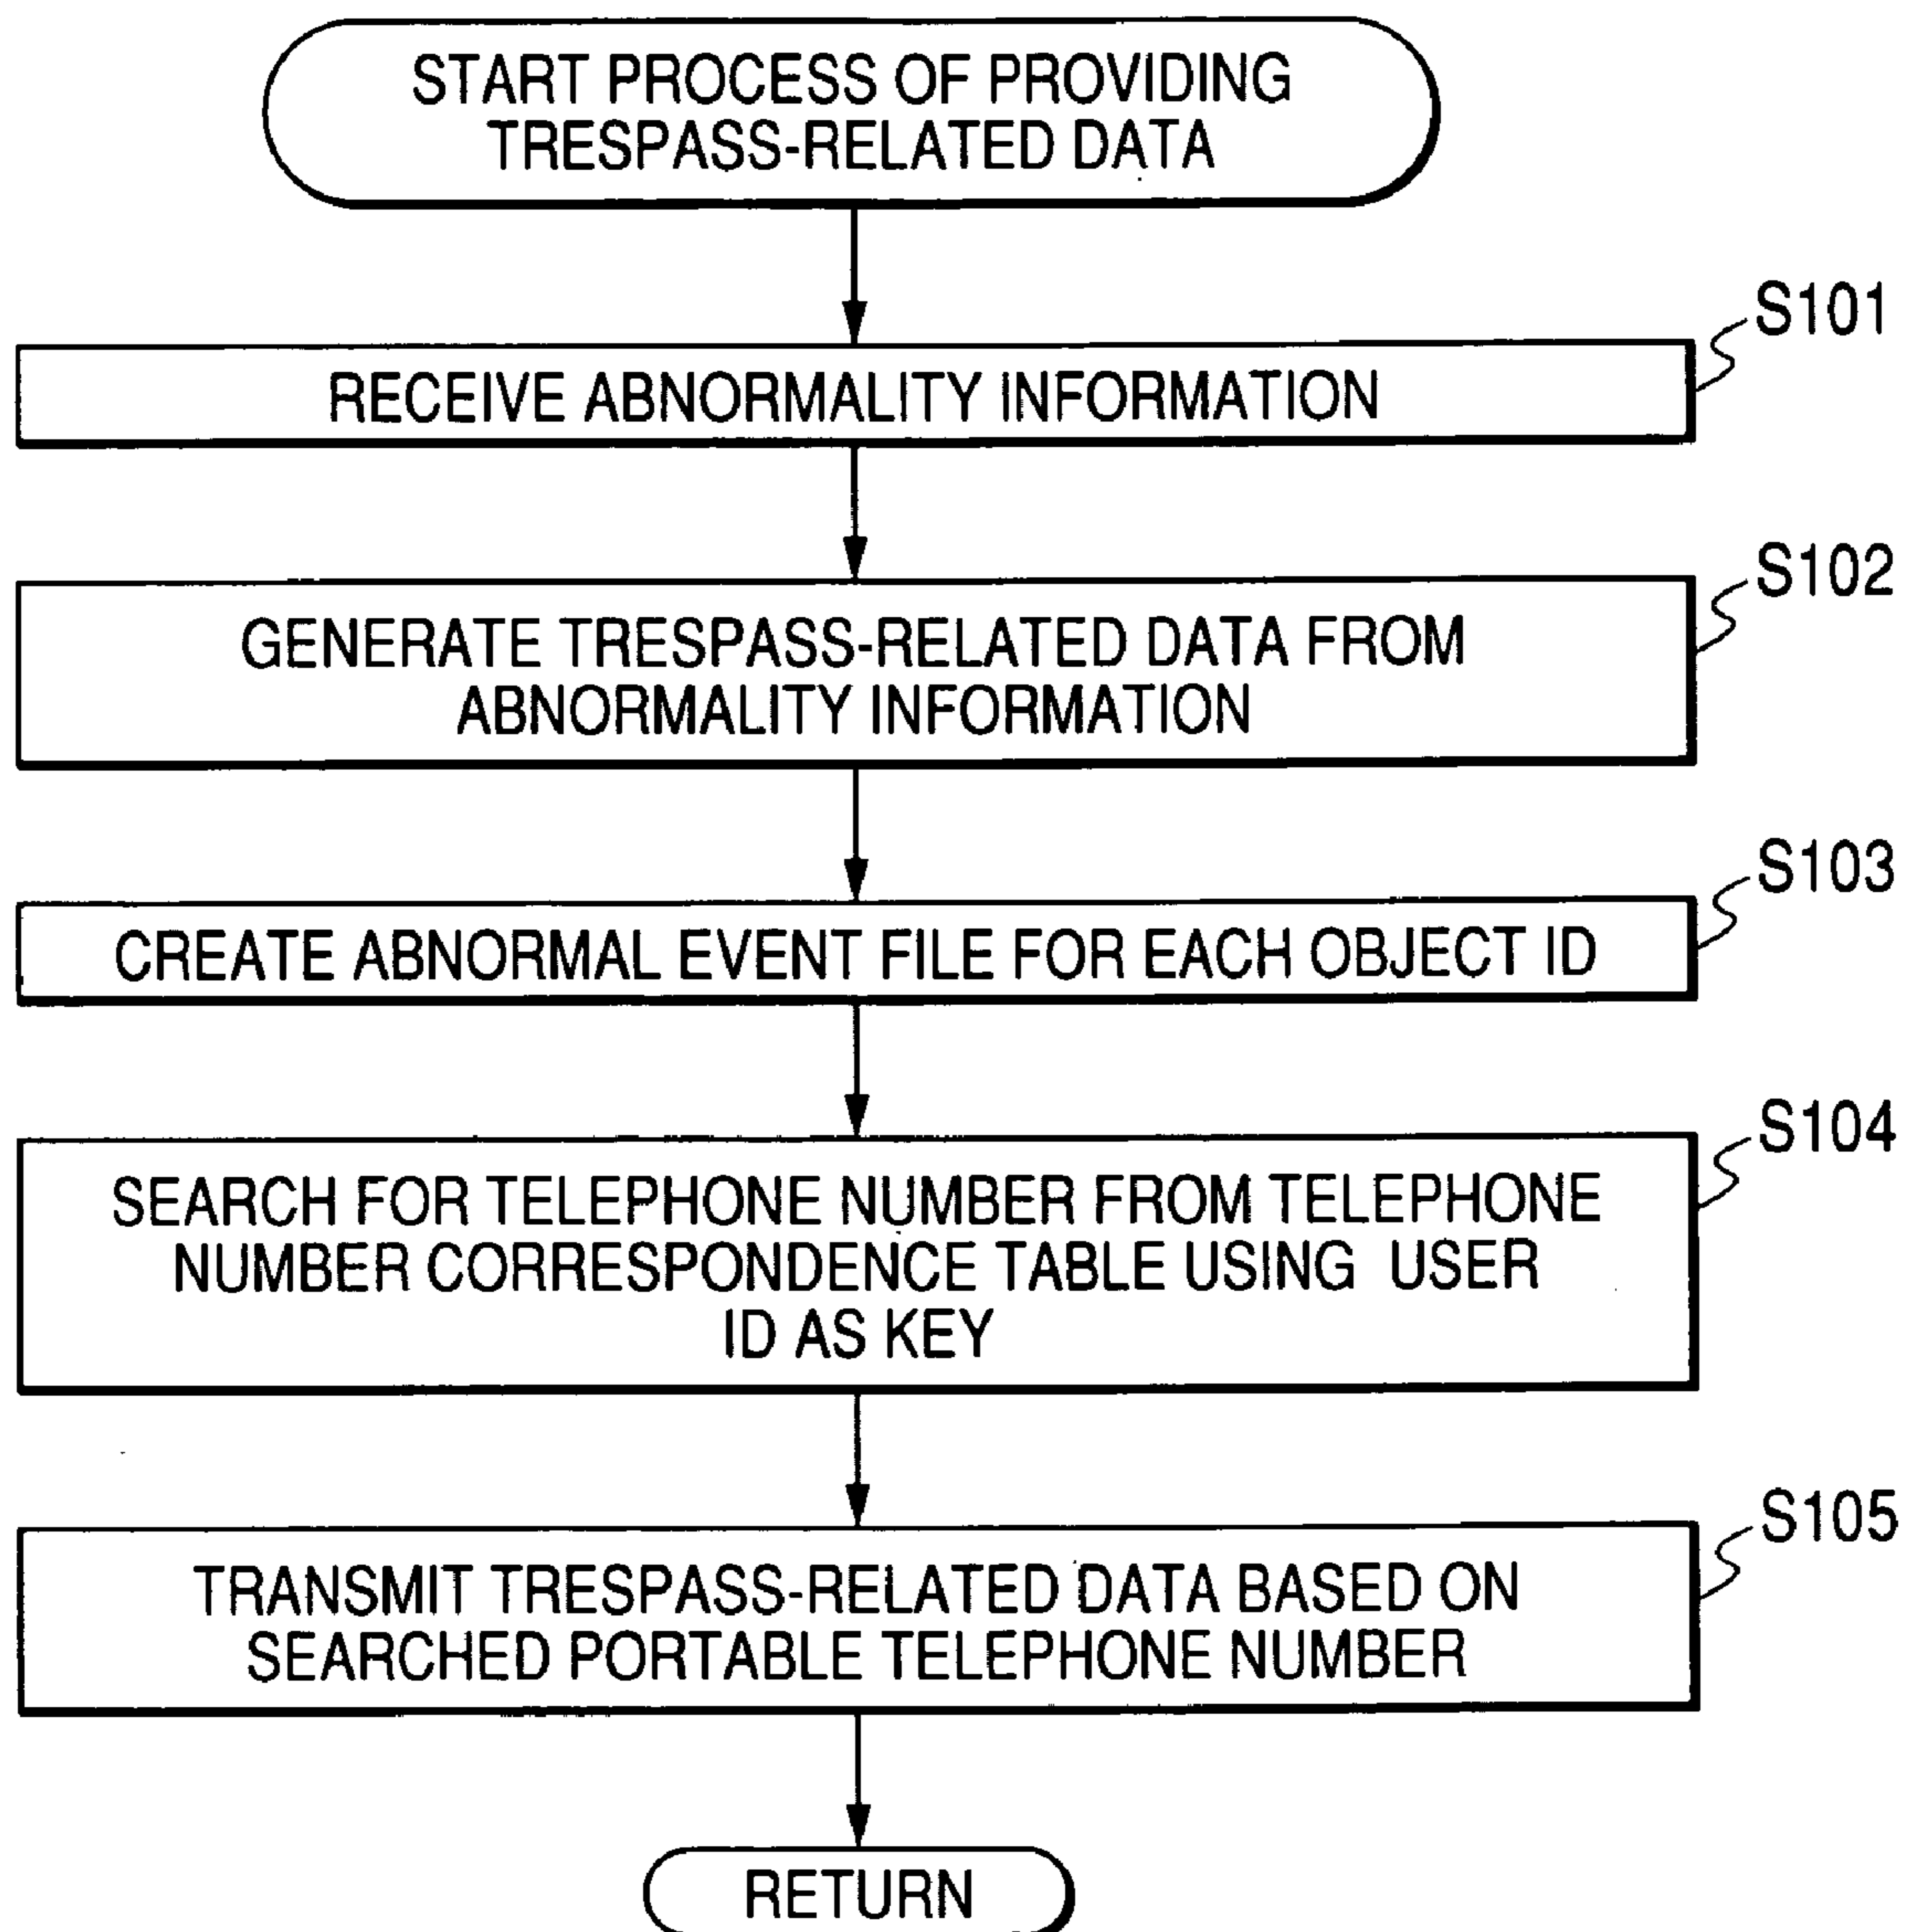 START PROCESS OF PROVIDING
TRESPASS-RELATED DATA
S101
RECEIVE ABNORMALITY INFORMATION
S102
GENERATE TRESPASS-RELATED DATA FROM
ABNORMALITY INFORMATION
S103
CREATE ABNORMAL EVENT FILE FOR EACH OBJECT ID
S104
SEARCH FOR TELEPHONE NUMBER FROM TELEPHONE
NUMBER CORRESPONDENCE TABLE USING USER
ID AS KEY
S105
TRANSMIT TRESPASS-RELATED DATA BASED ON
SEARCHED PORTABLE TELEPHONE NUMBER
RETURN